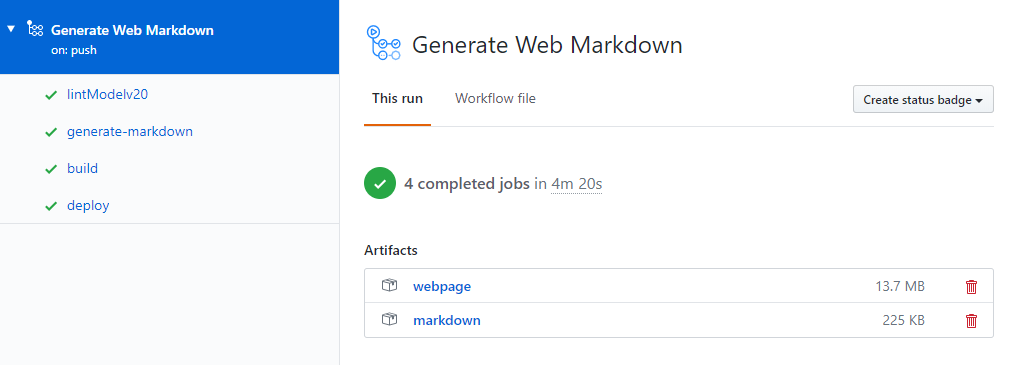 Generate Web Markdown
on: push
lintModelv20
generate-markdown
build
deploy
Generate Web Markdown
This run
Workflow file
Create status badge
4 completed jobs in 4m 20s
Artifacts
webpage 13.7 MB
markdown 225 KB